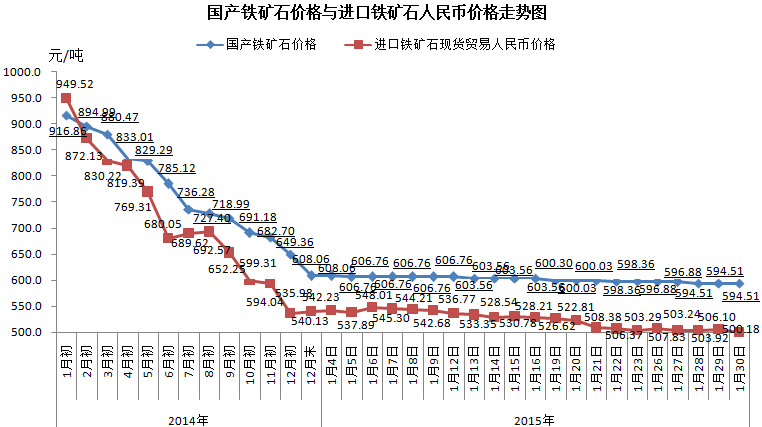 国产铁矿石价格与进口铁矿石人民币价格走势图
元/吨
国产铁矿石价格
进口铁矿石现货贸易人民币价格
1000.0
950.0
900.0
850.0
800.0
750.0
700.0
650.0
600.0
550.0
500.0
916.86
894.99
880.47
833.01
829.29
785.12
736.28
727.40
718.99
691.18
682.70
649.36
608.06
608.06
606.76
606.76
606.76
606.76
606.76
606.76
603.56
603.56
603.56
603.56
600.30
600.03
600.03
598.36
598.36
596.88
596.88
594.51
594.51
594.51
949.52
872.13
830.22
819.39
769.31
680.05
689.62
692.57
652.25
599.31
594.04
535.98
540.13
542.23
537.89
548.01
545.30
544.21
542.68
536.77
533.35
528.54
530.78
528.21
526.62
522.81
508.38
506.37
503.29
507.83
503.24
503.92
506.10
500.18
1月初
2月初
3月初
4月初
5月初
6月初
7月初
8月初
9月初
10月初
11月初
12月初
12月末
1月4日
1月5日
1月6日
1月7日
1月8日
1月9日
1月12日
1月13日
1月14日
1月15日
1月16日
1月19日
1月20日
1月21日
1月22日
1月23日
1月26日
1月27日
1月28日
1月29日
1月30日
2014年
2015年